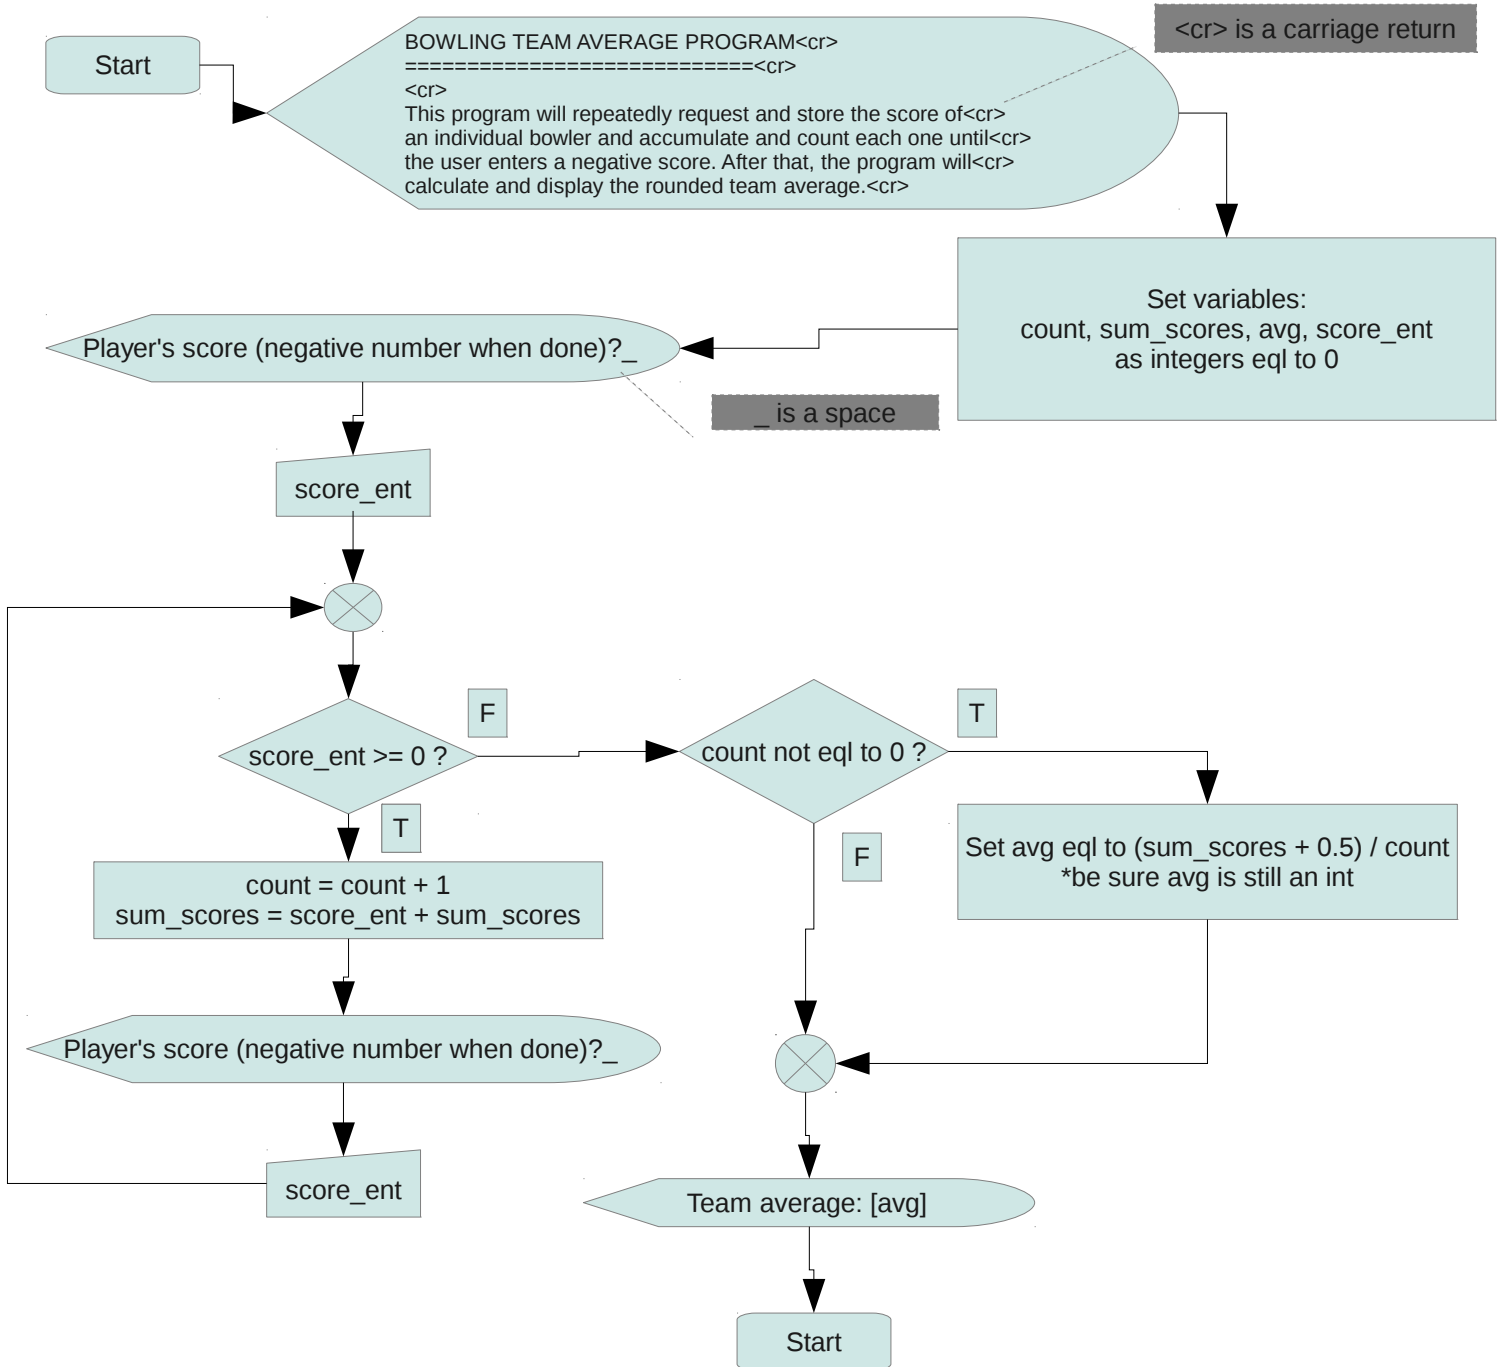 Start
BOWLING TEAM AVERAGE PROGRAM<cr>
============================<cr>
<cr>
This program will repeatedly request and store the score of<cr>
an individual bowler and accumulate and count each one until<cr>
the user enters a negative score. After that, the program will<cr>
calculate and display the rounded team average.<cr>
<cr> is a carriage return
Set variables:
count, sum_scores, avg, score_ent
as integers eql to 0
Player's score (negative number when done)?_
_ is a space
score_ent
score_ent >= 0 ?
F
T
count not eql to 0 ?
T
F
Set avg eql to (sum_scores + 0.5) / count
*be sure avg is still an int
count = count + 1
sum_scores = score_ent + sum_scores
Player's score (negative number when done)?_
score_ent
Team average: [avg]
Start